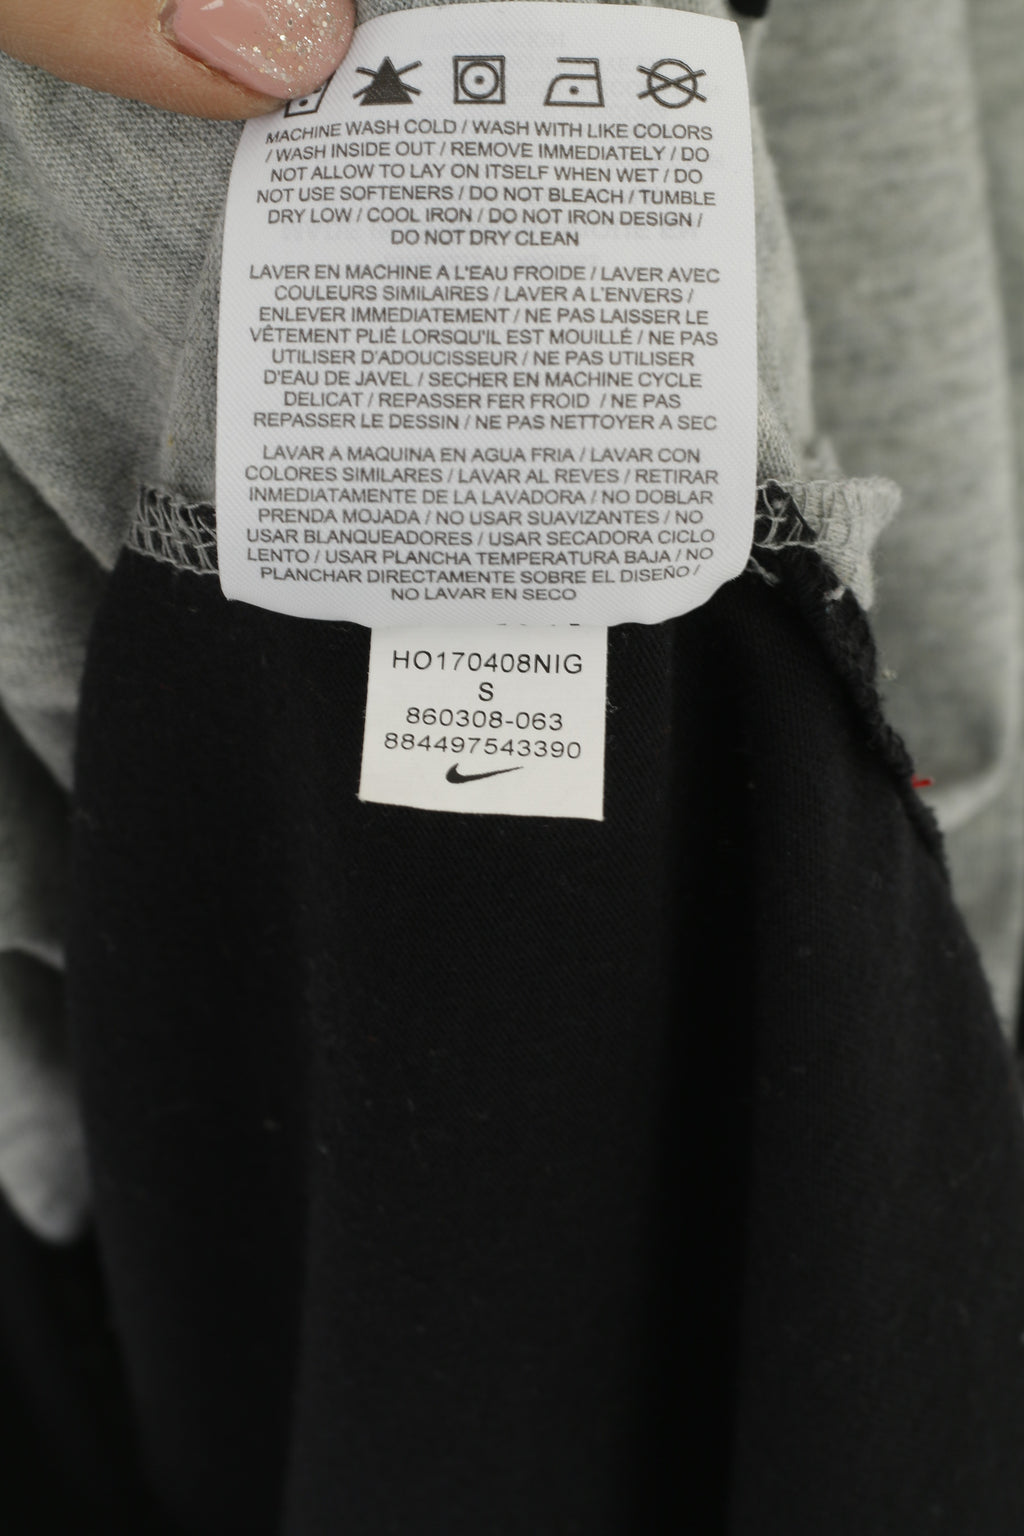 MACHINE WASH COLD / WASH WITH LIKE COLORS
/ WASH INSIDE OUT / REMOVE IMMEDIATELY / DO
NOT ALLOW TO LAY ON ITSELF WHEN WET / DO
NOT USE SOFTENERS / DO NOT BLEACH / TUMBLE
DRY LOW / COOL IRON / DO NOT IRON DESIGN /
DO NOT DRY CLEAN
LAVER EN MACHINE A L'EAU FROIDE / LAVER AVEC
COULEURS SIMILAIRES / LAVER A L'ENVERS /
ENLEVER IMMEDIATEMENT / NE PAS LAISSER LE
VÊTEMENT PLIÉ LORSQU'IL EST MOUILLÉ / NE PAS
UTILISER D'ADOUCISSEUR / NE PAS UTILISER
D'EAU DE JAVEL / SECHER EN MACHINE CYCLE
DELICAT / REPASSER FER FROID / NE PAS
REPASSER LE DESSIN / NE PAS NETTOYER A SEC
LAVAR A MAQUINA EN AGUA FRIA / LAVAR CON
COLORES SIMILARES / LAVAR AL REVES / RETIRAR
INMEDIATAMENTE DE LA LAVADORA / NO DOBLAR
PRENDA MOJADA / NO USAR SUAVIZANTES / NO
USAR BLANQUEADORES / USAR SECADORA CICLO
LENTO / USAR PLANCHA TEMPERATURA BAJA / NO
PLANCHAR DIRECTAMENTE SOBRE EL DISEÑO /
NO LAVAR EN SECO
HO170408NIG
S
860308-063
884497543390